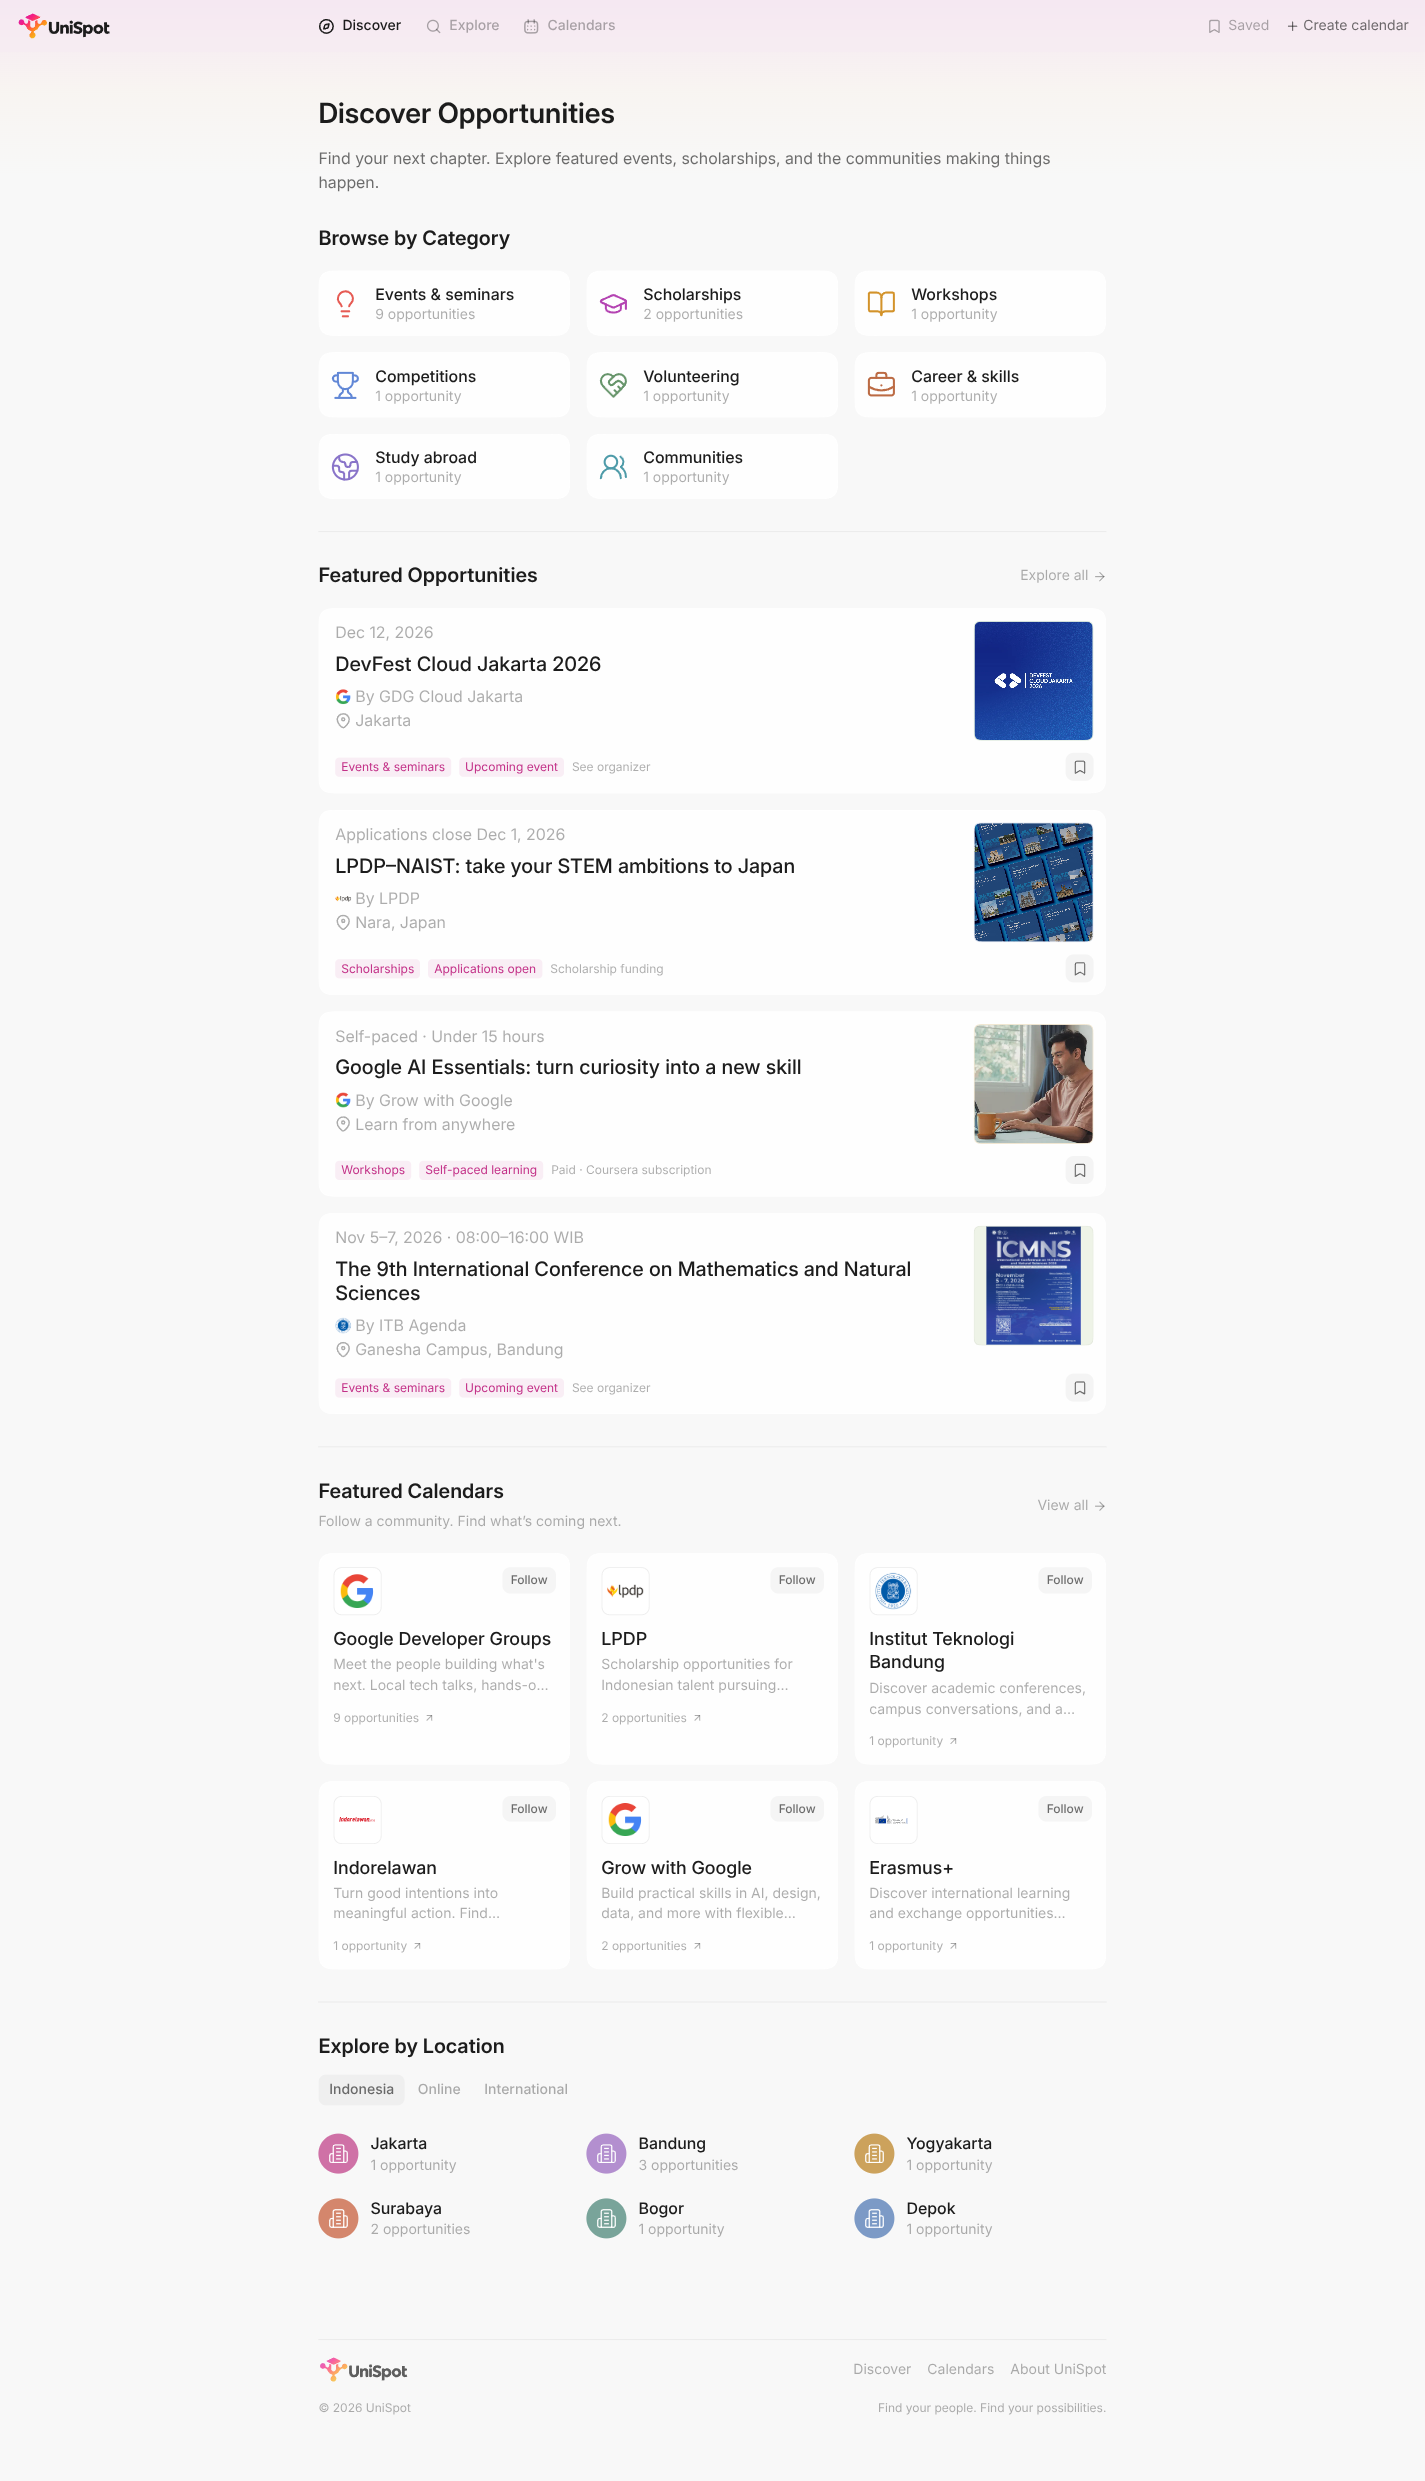 UniSpot
Discover
Explore
Calendars
Saved
+ Create calendar
Discover Opportunities
Find your next chapter. Explore featured events, scholarships, and the communities making things
happen.
Browse by Category
Events & seminars
9 opportunities
Scholarships
2 opportunities
Workshops
1 opportunity
Competitions
1 opportunity
Volunteering
1 opportunity
Career & skills
1 opportunity
Study abroad
1 opportunity
Communities
1 opportunity
Featured Opportunities
Explore all →
Dec 12, 2026
DevFest Cloud Jakarta 2026
By GDG Cloud Jakarta
Jakarta
Events & seminars
Upcoming event
See organizer
DEVFEST
CLOUD JAKARTA
2026
Applications close Dec 1, 2026
LPDP–NAIST: take your STEM ambitions to Japan
lpdp By LPDP
Nara, Japan
Scholarships
Applications open
Scholarship funding
Self-paced · Under 15 hours
Google AI Essentials: turn curiosity into a new skill
By Grow with Google
Learn from anywhere
Workshops
Self-paced learning
Paid · Coursera subscription
Nov 5–7, 2026 · 08:00–16:00 WIB
The 9th International Conference on Mathematics and Natural
Sciences
By ITB Agenda
Ganesha Campus, Bandung
Events & seminars
Upcoming event
See organizer
ICMNS
November
5 - 7, 2026
Featured Calendars
Follow a community. Find what’s coming next.
View all →
Follow
Google Developer Groups
Meet the people building what's
next. Local tech talks, hands-o...
9 opportunities ↗
lpdp
Follow
LPDP
Scholarship opportunities for
Indonesian talent pursuing...
2 opportunities ↗
Follow
Institut Teknologi
Bandung
Discover academic conferences,
campus conversations, and a...
1 opportunity ↗
Indorelawan
Follow
Indorelawan
Turn good intentions into
meaningful action. Find...
1 opportunity ↗
Follow
Grow with Google
Build practical skills in AI, design,
data, and more with flexible...
2 opportunities ↗
Follow
Erasmus+
Discover international learning
and exchange opportunities...
1 opportunity ↗
Explore by Location
Indonesia
Online
International
Jakarta
1 opportunity
Bandung
3 opportunities
Yogyakarta
1 opportunity
Surabaya
2 opportunities
Bogor
1 opportunity
Depok
1 opportunity
UniSpot
Discover
Calendars
About UniSpot
© 2026 UniSpot
Find your people. Find your possibilities.